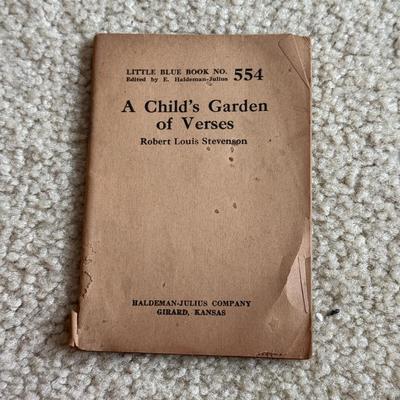 LITTLE BLUE BOOK NO. 554
Edited by E. Haldeman-Julius
A Child's Garden
of Verses
Robert Louis Stevenson
HALDEMAN-JULIUS COMPANY
GIRARD, KANSAS